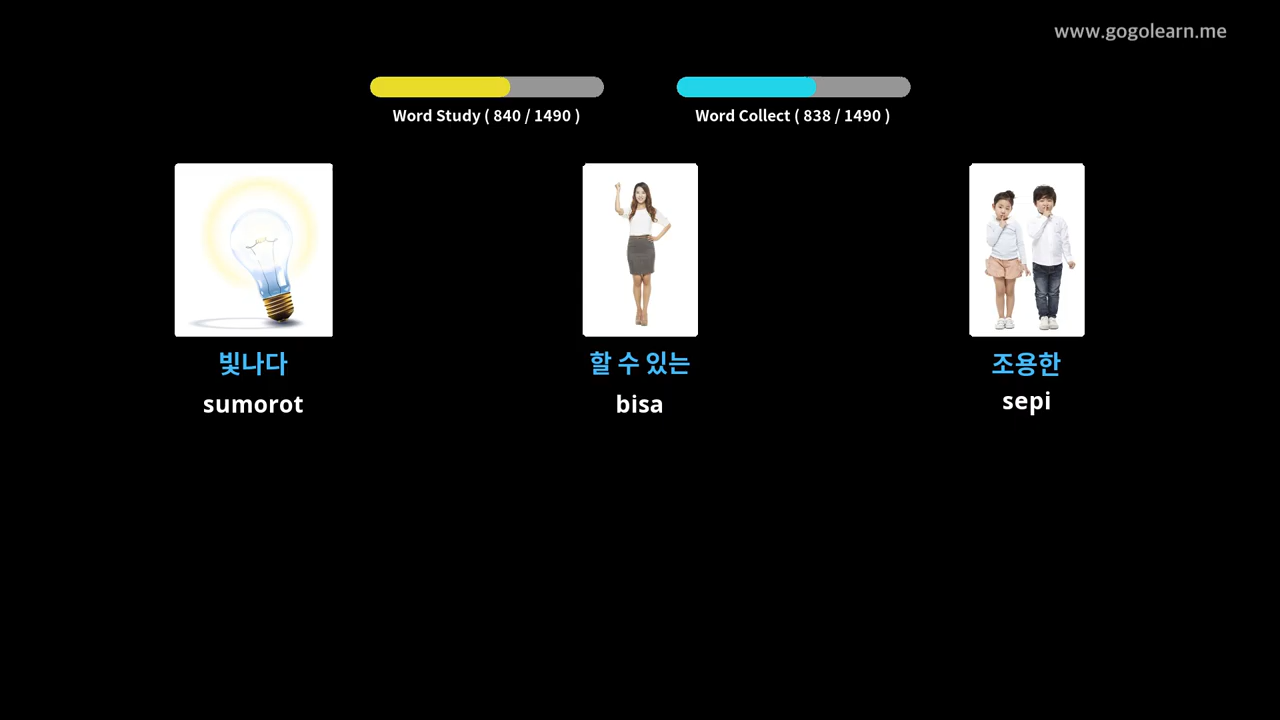 www.gogolearn.me
Word Study ( 840 / 1490 )
Word Collect ( 838 / 1490 )
빛나다
할 수 있는
조용한
sumorot
bisa
sepi